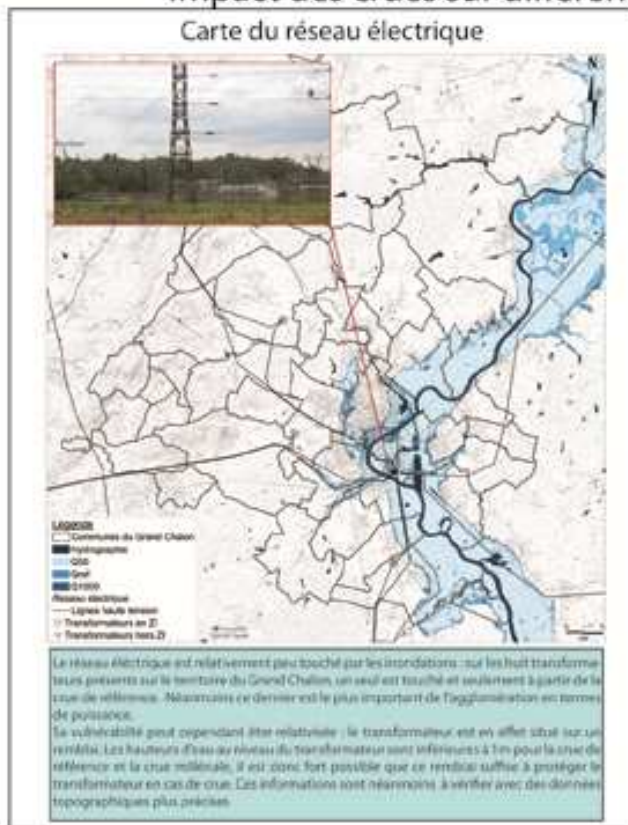 Impact des crues sur différen
Carte du réseau électrique
N
Légende
Communes du Grand Chalon
Hydrographie
Q50
Qref
Q1000
Réseau électrique
Lignes haute tension
Transformateurs en ZI
Transformateurs hors ZI
Le réseau électrique est relativement peu touché par les inondations : sur les huit transforma-
teurs présents sur le territoire du Grand Chalon, un seul est touché et seulement à partir de la
crue de référence. Néanmoins ce dernier est le plus important de l'agglomération en termes
de puissance.
Sa vulnérabilité peut cependant être relativisée : le transformateur est en effet situé sur un
remblai. Les hauteurs d'eau au niveau du transformateur sont inférieures à 1m pour la crue de
référence et la crue millénale, il est donc fort possible que ce remblai suffise à protéger le
transformateur en cas de crue. Ces informations sont néanmoins à vérifier avec des données
topographiques plus précises